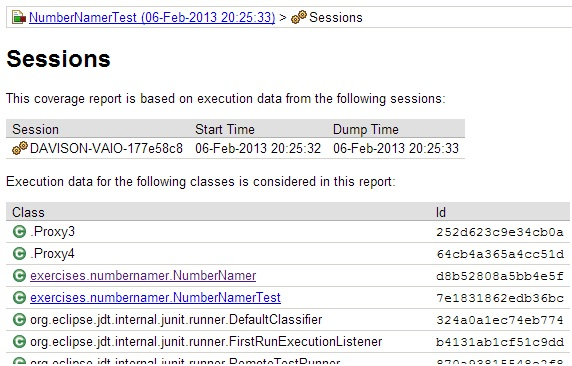 NumberNamerTest (06-Feb-2013 20:25:33) > Sessions
Sessions
This coverage report is based on execution data from the following sessions:
Session Start Time Dump Time
DAVISON-VAIO-177e58c8 06-Feb-2013 20:25:32 06-Feb-2013 20:25:33
Execution data for the following classes is considered in this report:
Class Id
.Proxy3 252d623c9e34cb0a
.Proxy4 64cb4a365a4cc51d
exercises.numbernamer.NumberNamer d8b52808a5bb4e5f
exercises.numbernamer.NumberNamerTest 7e1831862edb36bc
org.eclipse.jdt.internal.junit.runner.DefaultClassifier 324a0a1ec74eb774
org.eclipse.jdt.internal.junit.runner.FirstRunExecutionListener b4131ab1cf51c9dd
org.eclipse.jdt.internal.junit.runner.RemoteTestRunner